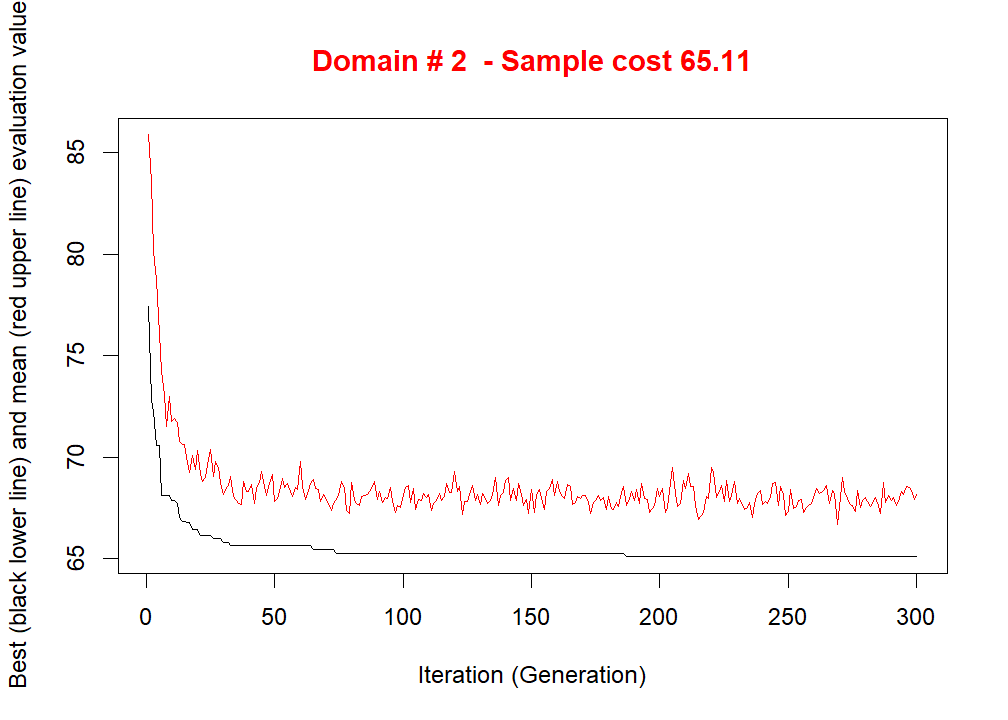 Domain # 2  - Sample cost 65.11
Best (black lower line) and mean (red upper line) evaluation value
85
80
75
70
65
0 50 100 150 200 250 300
Iteration (Generation)